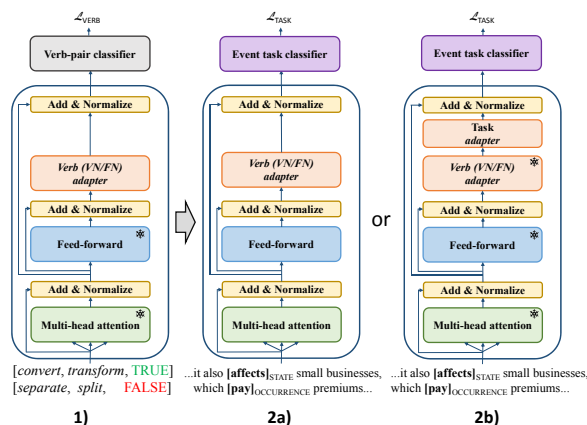 ℒVERB
Verb-pair classifier
Add & Normalize
Verb (VN/FN)
adapter
Add & Normalize
Feed-forward
*
Add & Normalize
Multi-head attention
*
[convert, transform, TRUE]
[separate, split, FALSE]
1)
ℒTASK
Event task classifier
Add & Normalize
Verb (VN/FN)
adapter
Add & Normalize
Feed-forward
Add & Normalize
Multi-head attention
...it also [affects]STATE small businesses,
which [pay]OCCURRENCE premiums...
2a)
or
ℒTASK
Event task classifier
Add & Normalize
Task
adapter
Verb (VN/FN)
adapter
*
Add & Normalize
Feed-forward
*
Add & Normalize
Multi-head attention
*
...it also [affects]STATE small businesses,
which [pay]OCCURRENCE premiums...
2b)